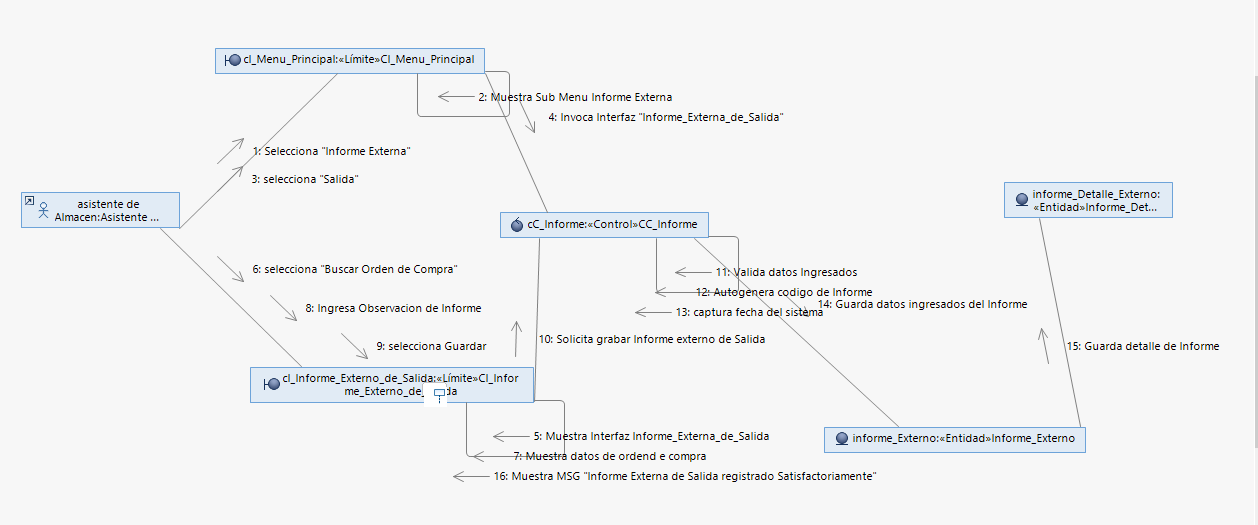 cl_Menu_Principal:«Límite»CI_Menu_Principal
2: Muestra Sub Menu Informe Externa
4: Invoca Interfaz "Informe_Externa_de_Salida"
1: Selecciona "Informe Externa"
3: selecciona "Salida"
asistente de
Almacen:Asistente ...
informe_Detalle_Externo:
«Entidad»Informe_Det...
cC_Informe:«Control»CC_Informe
6: selecciona "Buscar Orden de Compra"
11: Valida datos Ingresados
12: Autogenera codigo de Informe
8: Ingresa Observacion de Informe
14: Guarda datos ingresados del Informe
13: captura fecha del sistema
10: Solicita grabar Informe externo de Salida
9: selecciona Guardar
15: Guarda detalle de Informe
cl_Informe_Externo_de_Salida:«Límite»CI_Infor
me_Externo_de_ da
5: Muestra Interfaz Informe_Externa_de_Salida
informe_Externo:«Entidad»Informe_Externo
7: Muestra datos de ordend e compra
16: Muestra MSG "Informe Externa de Salida registrado Satisfactoriamente"